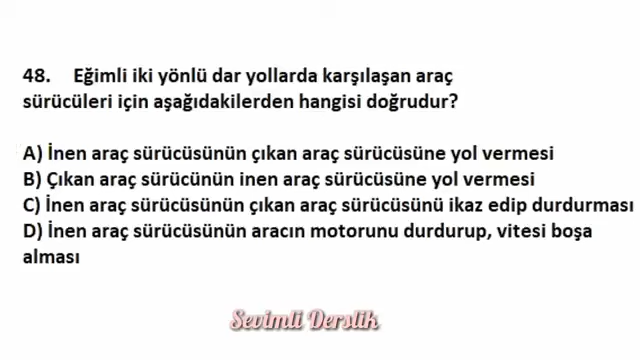 48. Eğimli iki yönlü dar yollarda karşılaşan araç
sürücüleri için aşağıdakilerden hangisi doğrudur?
A) İnen araç sürücüsünün çıkan araç sürücüsüne yol vermesi
B) Çıkan araç sürücünün inen araç sürücüsüne yol vermesi
C) İnen araç sürücüsünün çıkan araç sürücüsünü ikaz edip durdurması
D) İnen araç sürücüsünün aracın motorunu durdurup, vitesi boşa
alması
Sevimli Derslik